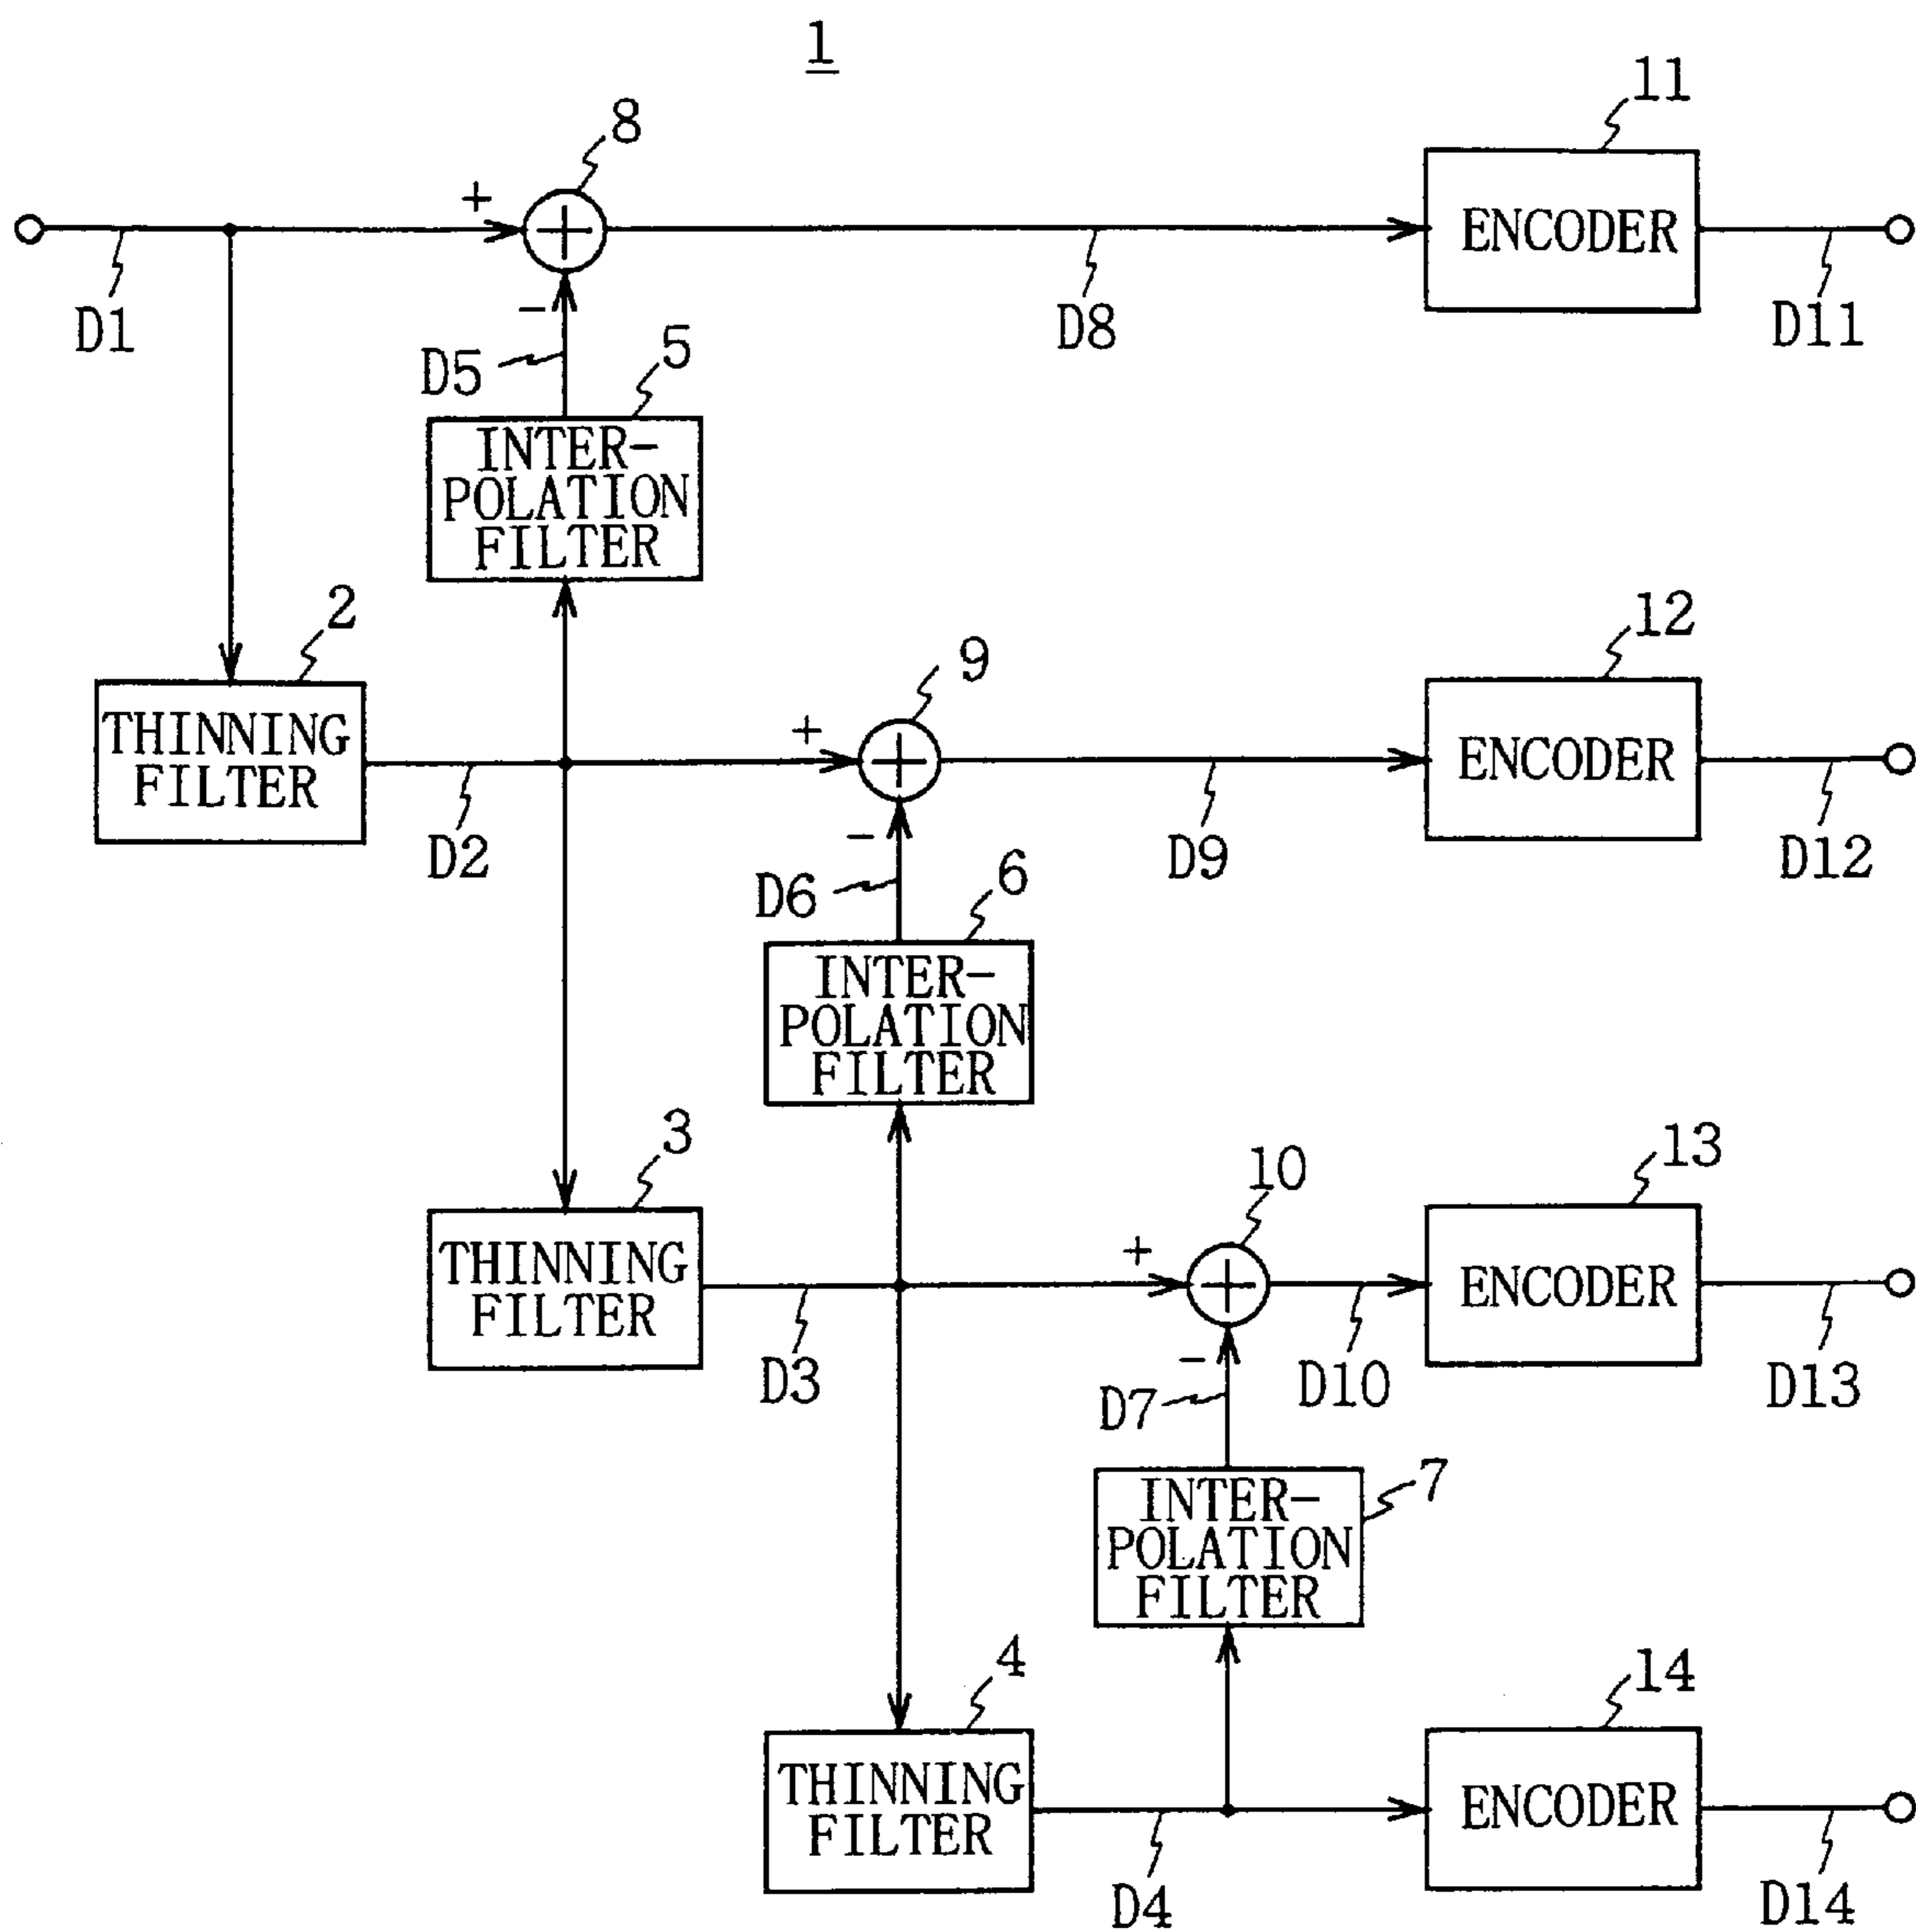 1
8
11
+
ENCODER
D1
-
D5
5
D8
D11
INTER-
POLATION
FILTER
2
12
9
THINNING
FILTER
+
ENCODER
D2
-
D6
6
D9
D12
INTER-
POLATION
FILTER
3
10
13
THINNING
FILTER
+
ENCODER
D3
-
D7
D10
D13
INTER-
POLATION
FILTER
7
4
14
THINNING
FILTER
ENCODER
D4
D14